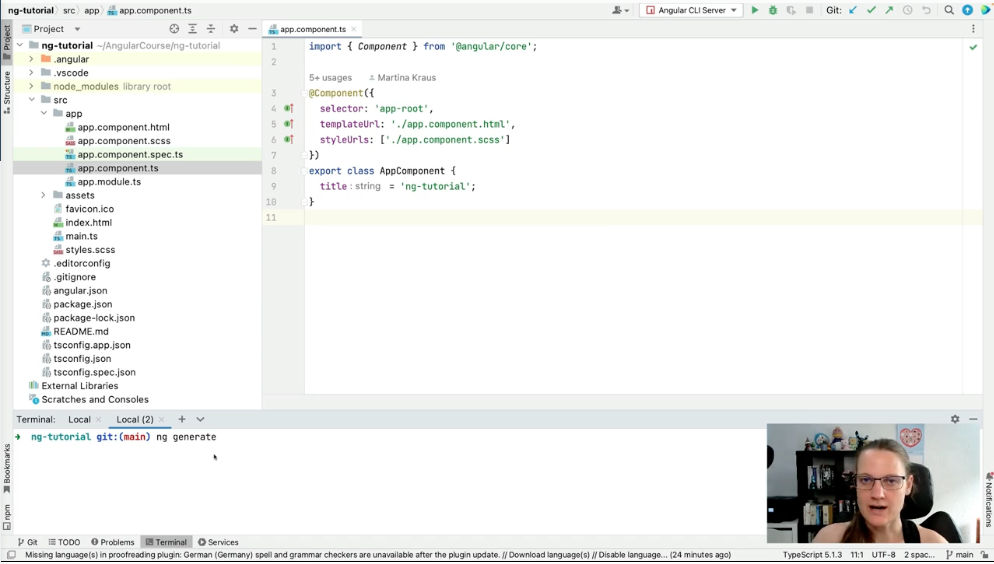 ng-tutorial › src › app › app.component.ts
Angular CLI Server
Git:
Project
app.component.ts
Project
Structure
Bookmarks
npm
Notifications
ng-tutorial ~/AngularCourse/ng-tutorial
.angular
.vscode
node_modules library root
src
app
app.component.html
app.component.scss
app.component.spec.ts
app.component.ts
app.module.ts
assets
favicon.ico
index.html
main.ts
styles.scss
.editorconfig
.gitignore
angular.json
package.json
package-lock.json
README.md
tsconfig.app.json
tsconfig.json
tsconfig.spec.json
External Libraries
Scratches and Consoles
1 import { Component } from '@angular/core';
2
5+ usages Martina Kraus
3 @Component({
4 selector: 'app-root',
5 templateUrl: './app.component.html',
6 styleUrls: ['./app.component.scss']
7 })
8 export class AppComponent {
9 title : string = 'ng-tutorial';
10 }
11
Terminal: Local Local (2)
ng-tutorial git:(main) ng generate
Git TODO Problems Terminal Services
Missing language(s) in proofreading plugin: German (Germany) spell and grammar checkers are unavailable after the plugin update. // Download language(s) // Disable language... (24 minutes ago)
TypeScript 5.1.3 11:1 UTF-8 2 spac... main